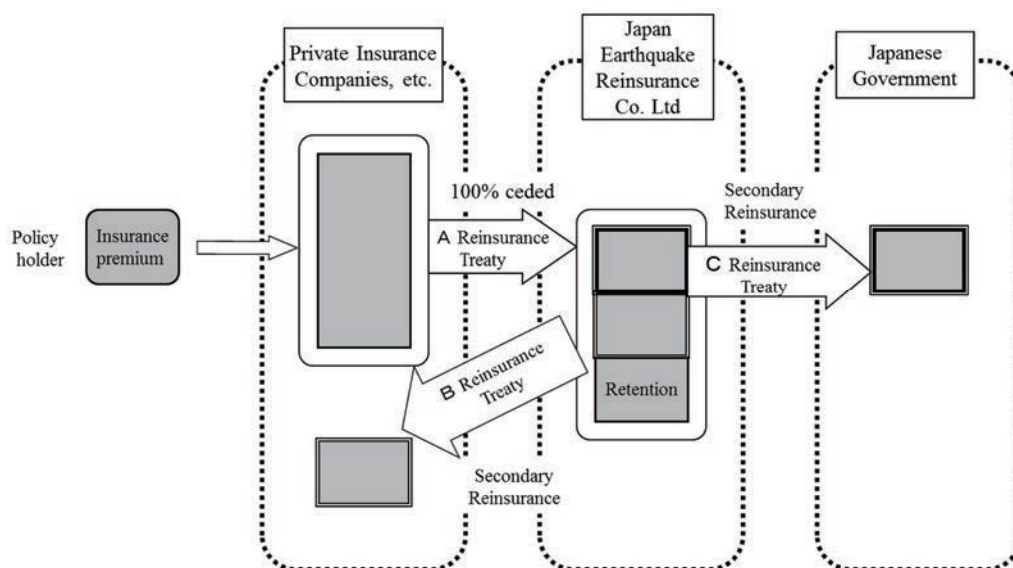 Private Insurance
Companies, etc.
Japan
Earthquake
Reinsurance
Co. Ltd
Japanese
Government
Policy
holder
Insurance
premium
100% ceded
A Reinsurance
Treaty
Secondary
Reinsurance
C Reinsurance
Treaty
B Reinsurance
Treaty
Retention
Secondary
Reinsurance